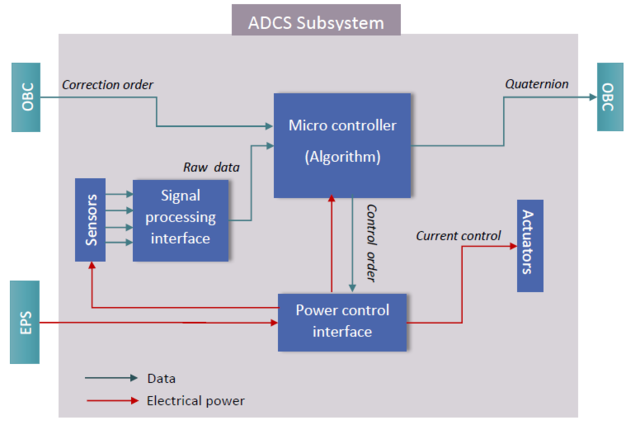 ADCS Subsystem
OBC
Correction order
Quaternion
OBC
Micro controller
(Algorithm)
Raw data
Sensors
Signal
processing
interface
Control order
Current control
Actuators
EPS
Power control
interface
Data
Electrical power